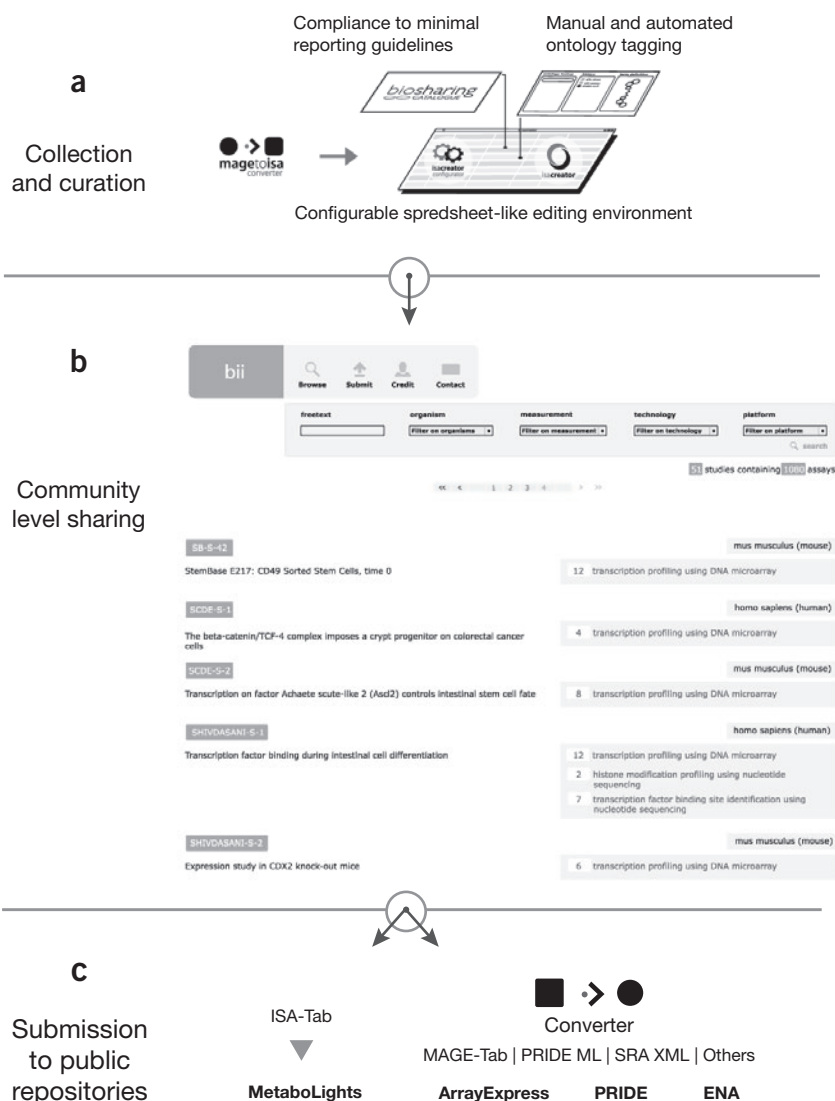 Compliance to minimal
reporting guidelines
Manual and automated
ontology tagging
a
Collection
and curation
magetoisa
converter
biosharing
CATALOGUE
isacreator
configurator
isacreator
Configurable spredsheet-like editing environment
b
Community
level sharing
bii
Browse
Submit
Credit
Contact
freetext
organism
measurement
technology
platform
Filter on organisms
Filter on measurement
Filter on technology
Filter on platform
search
51 studies containing 1080 assays
<< < 1 2 3 4 > >>
SB-S-42
mus musculus (mouse)
StemBase E217: CD49 Sorted Stem Cells, time 0
12 transcription profiling using DNA microarray
SCDE-S-1
homo sapiens (human)
The beta-catenin/TCF-4 complex imposes a crypt progenitor on colorectal cancer
cells
4 transcription profiling using DNA microarray
SCDE-S-2
mus musculus (mouse)
Transcription on factor Achaete scute-like 2 (Ascl2) controls intestinal stem cell fate
8 transcription profiling using DNA microarray
SHIVDASANI-S-1
homo sapiens (human)
Transcription factor binding during intestinal cell differentiation
12 transcription profiling using DNA microarray
2 histone modification profiling using nucleotide
sequencing
7 transcription factor binding site identification using
nucleotide sequencing
SHIVDASANI-S-2
mus musculus (mouse)
Expression study in CDX2 knock-out mice
6 transcription profiling using DNA microarray
c
Submission
to public
repositories
ISA-Tab
MetaboLights
Converter
MAGE-Tab | PRIDE ML | SRA XML | Others
ArrayExpress PRIDE ENA